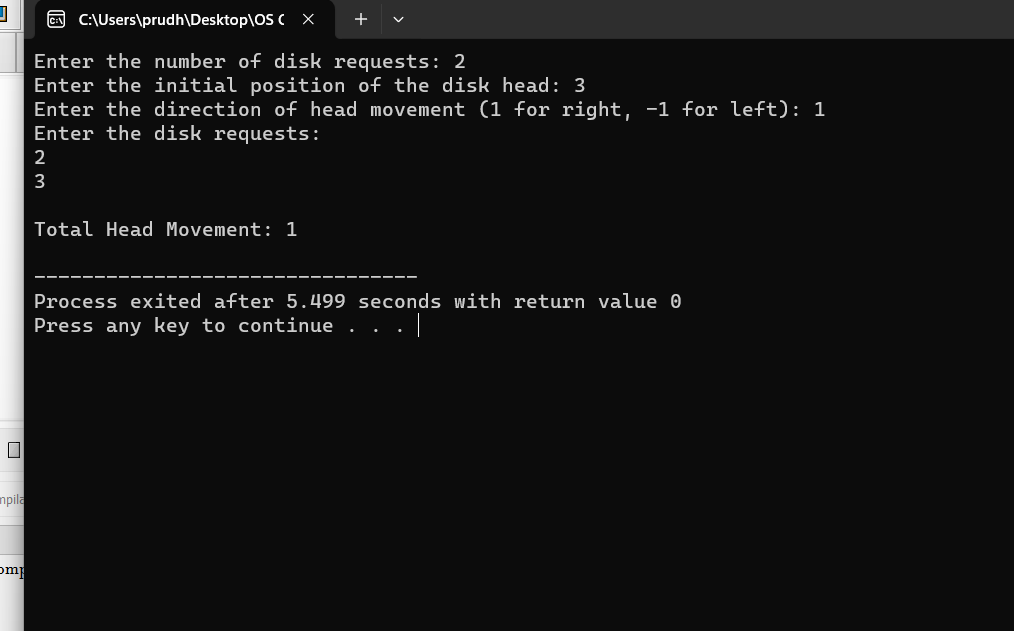 C:\Users\prudh\Desktop\OS C
Enter the number of disk requests: 2
Enter the initial position of the disk head: 3
Enter the direction of head movement (1 for right, -1 for left): 1
Enter the disk requests:
2
3
Total Head Movement: 1
--------------------------------
Process exited after 5.499 seconds with return value 0
Press any key to continue . . .
mpila
omp